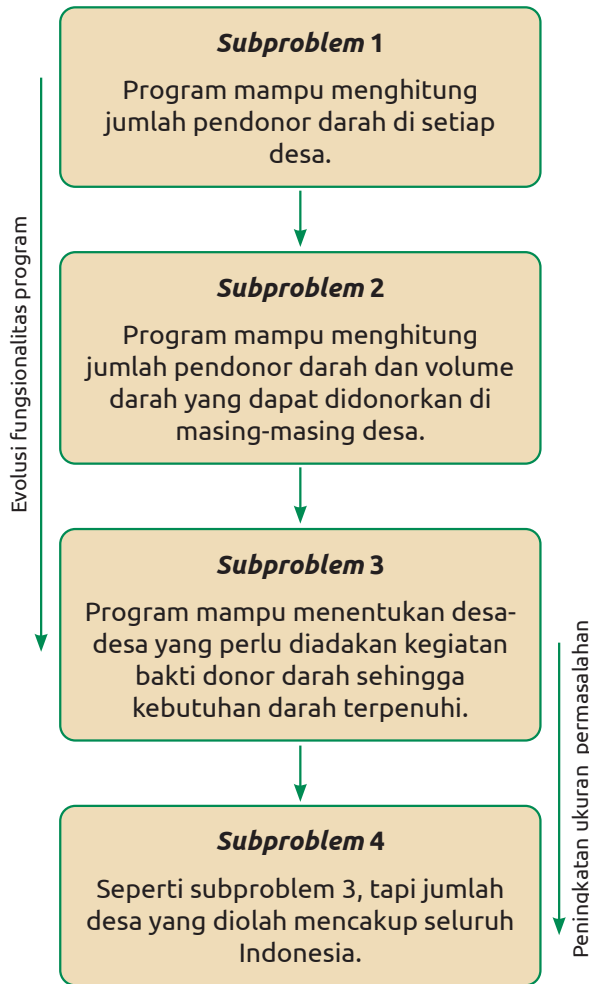 Subproblem 1
Program mampu menghitung
jumlah pendonor darah di setiap
desa.
Evolusi fungsionalitas program
Subproblem 2
Program mampu menghitung
jumlah pendonor darah dan volume
darah yang dapat didonorkan di
masing-masing desa.
Subproblem 3
Program mampu menentukan desa-
desa yang perlu diadakan kegiatan
bakti donor darah sehingga
kebutuhan darah terpenuhi.
Peningkatan ukuran permasalahan
Subproblem 4
Seperti subproblem 3, tapi jumlah
desa yang diolah mencakup seluruh
Indonesia.